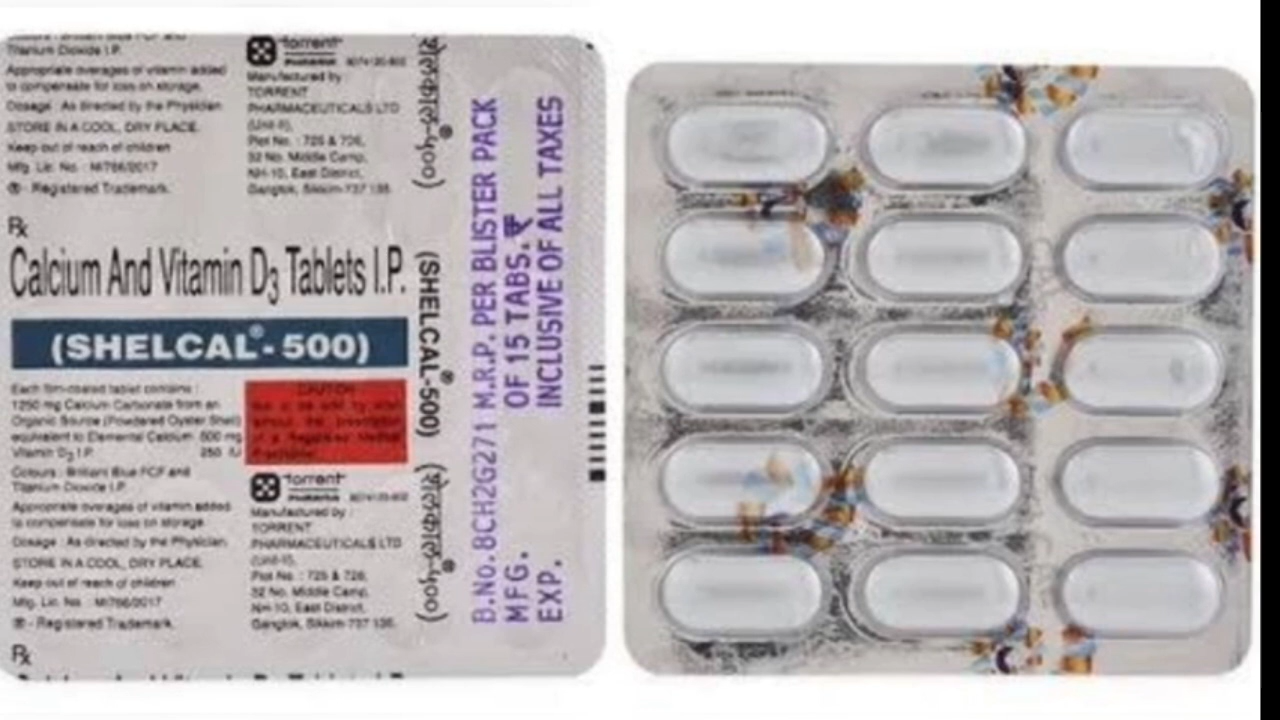 Titanium Dioxide I.P.
Appropriate overages of vitamin added
to compensate for loss on storage.
Dosage : As directed by the Physician
STORE IN A COOL, DRY PLACE.
Keep out of reach of children
Mfg. Lic. No. : M/766/2017
® - Registered Trademark.
torrent
PHARMA
Manufactured by :
TORRENT
PHARMACEUTICALS LTD
(Unit-II),
Plot No. : 725 & 726,
32 No. Middle Camp,
NH-10, East District,
Gangtok, Sikkim-737 135.
Rx
Calcium And Vitamin D3 Tablets I.P.
(SHELCAL®-500)
Each film-coated tablet contains :
1250 mg Calcium Carbonate from an
Organic Source (Powdered Oyster Shell)
equivalent to Elemental Calcium 500 mg
Vitamin D3 I.P. 250 IU
Colours : Brilliant Blue FCF and
Titanium Dioxide I.P.
Appropriate overages of vitamin added
to compensate for loss on storage.
Dosage : As directed by the Physician.
STORE IN A COOL, DRY PLACE.
Keep out of reach of children
Mfg. Lic. No. : M/766/2017
® - Registered Trademark.
Rx
CAUTION
torrent
PHARMA
Manufactured by :
TORRENT
PHARMACEUTICALS LTD
(Unit-II),
Plot No. : 725 & 726,
32 No. Middle Camp,
NH-10, East District,
Gangtok, Sikkim-737 135.
(शेलकाल®-५००)
(SHELCAL®-500)
(शेलकाल®-५००)
B.No.8CH2G271 M.R.P. PER BLISTER PACK
MFG. OF 15 TABS.₹
EXP. INCLUSIVE OF ALL TAXES